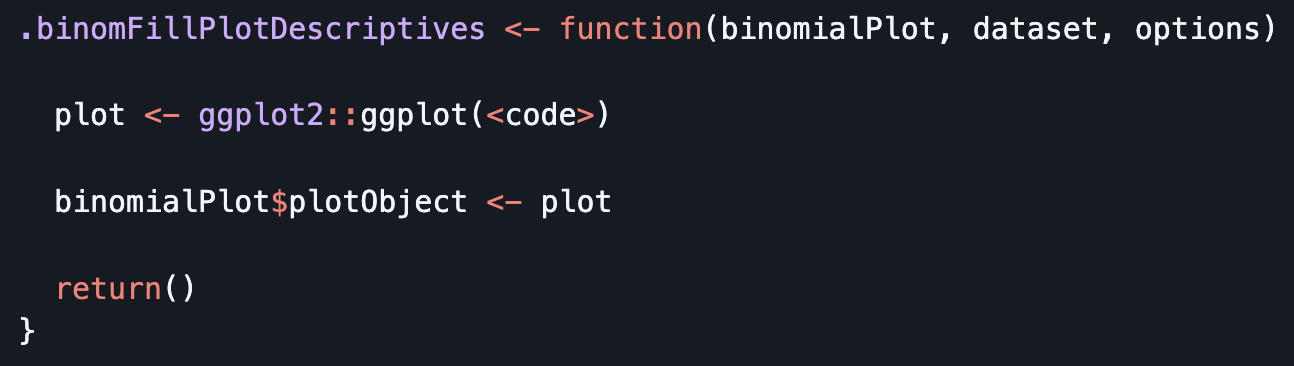 .binomFillPlotDescriptives <- function(binomialPlot, dataset, options)
plot <- ggplot2::ggplot(<code>)
binomialPlot$plotObject <- plot
return()
}